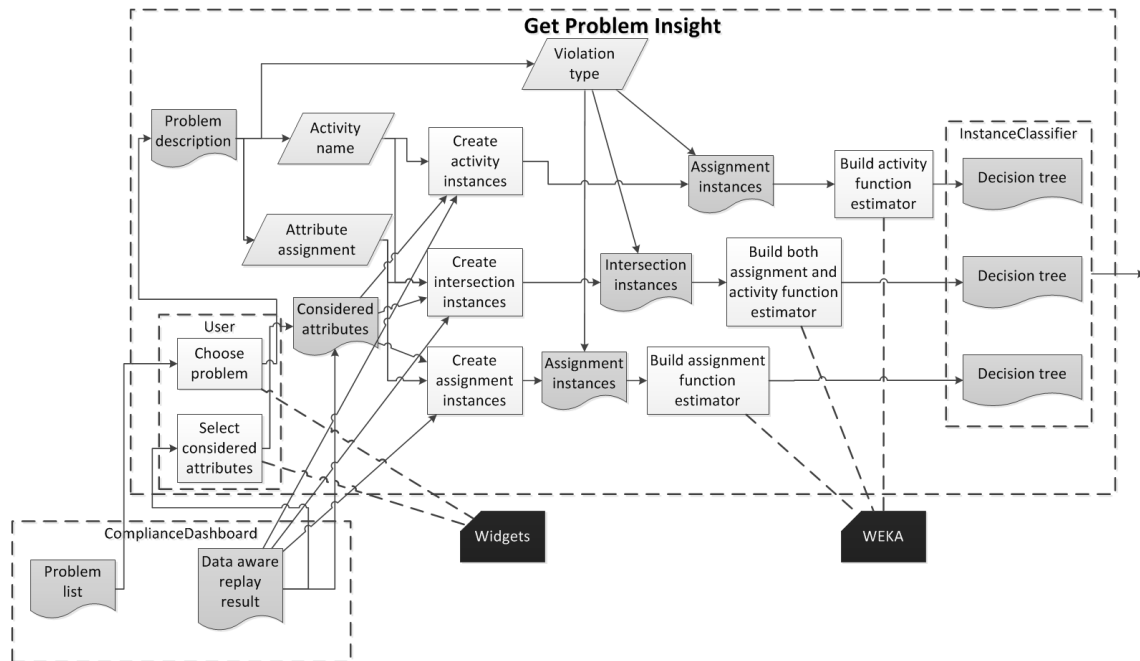 Get Problem Insight
Violation
type
Problem
description
Activity
name
Create
activity
instances
Assignment
instances
Build activity
function
estimator
InstanceClassifier
Decision tree
Attribute
assignment
Create
intersection
instances
Intersection
instances
Build both
assignment and
activity function
estimator
Decision tree
Considered
attributes
User
Choose
problem
Create
assignment
instances
Assignment
instances
Build assignment
function
estimator
Decision tree
Select
considered
attributes
ComplianceDashboard
Problem
list
Data aware
replay
result
Widgets
WEKA